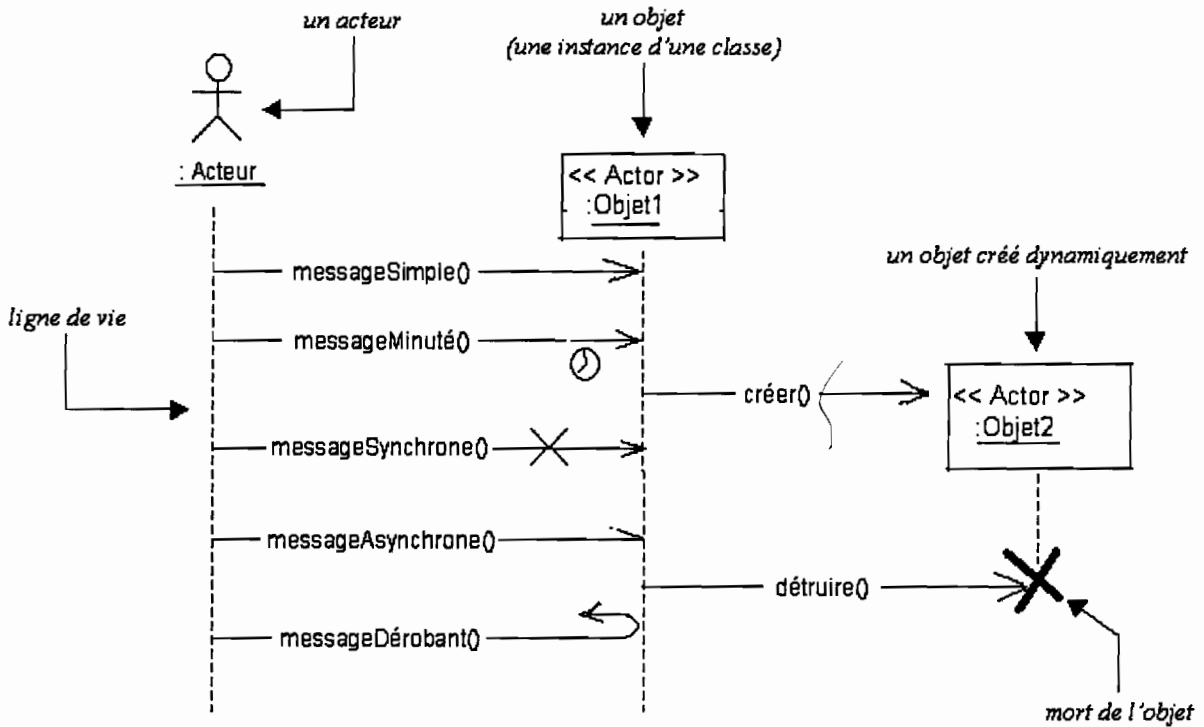 un acteur
un objet
(une instance d'une classe)
: Acteur
<< Actor >>
:Objet1
messageSimple()
un objet créé dynamiquement
ligne de vie
messageMinuté()
créer()
<< Actor >>
:Objet2
messageSynchrone()
messageAsynchrone()
détruire()
messageDérobant()
mort de l'objet